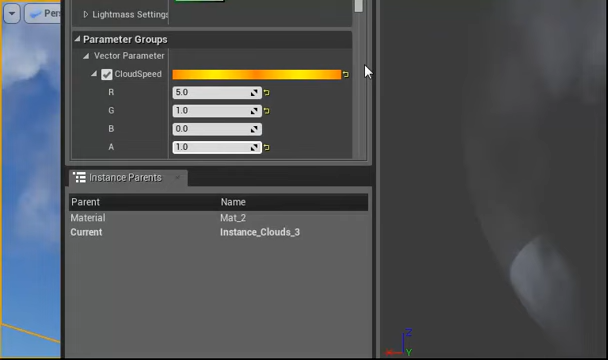 Pers
Lightmass Settings
Parameter Groups
Vector Parameter
CloudSpeed
R 5.0
G 1.0
B 0.0
A 1.0
Instance Parents
Parent Name
Material Mat_2
Current Instance_Clouds_3
Z
Y